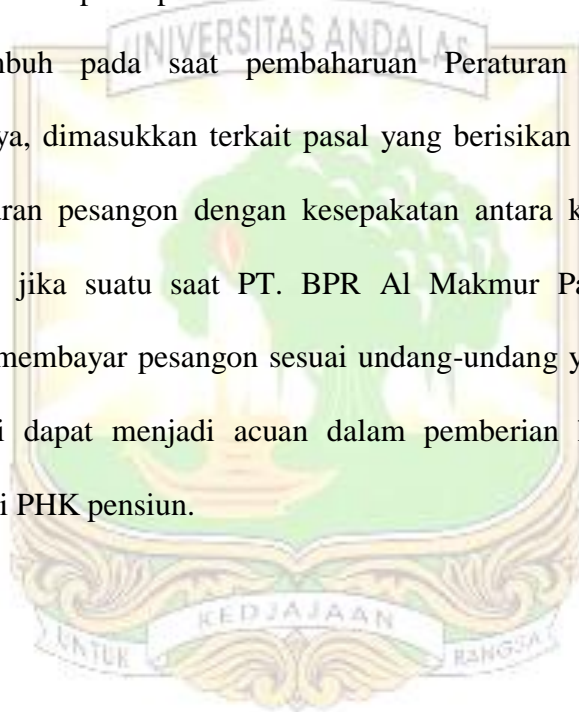 UNIVERSITAS ANDALAS
mbuh pada saat pembaharuan Peraturan
ya, dimasukkan terkait pasal yang berisikan
ran pesangon dengan kesepakatan antara k
jika suatu saat PT. BPR Al Makmur Pa
membayar pesangon sesuai undang-undang y
i dapat menjadi acuan dalam pemberian
i PHK pensiun.
KEDJAJAAN
UNTUK
BANGSA